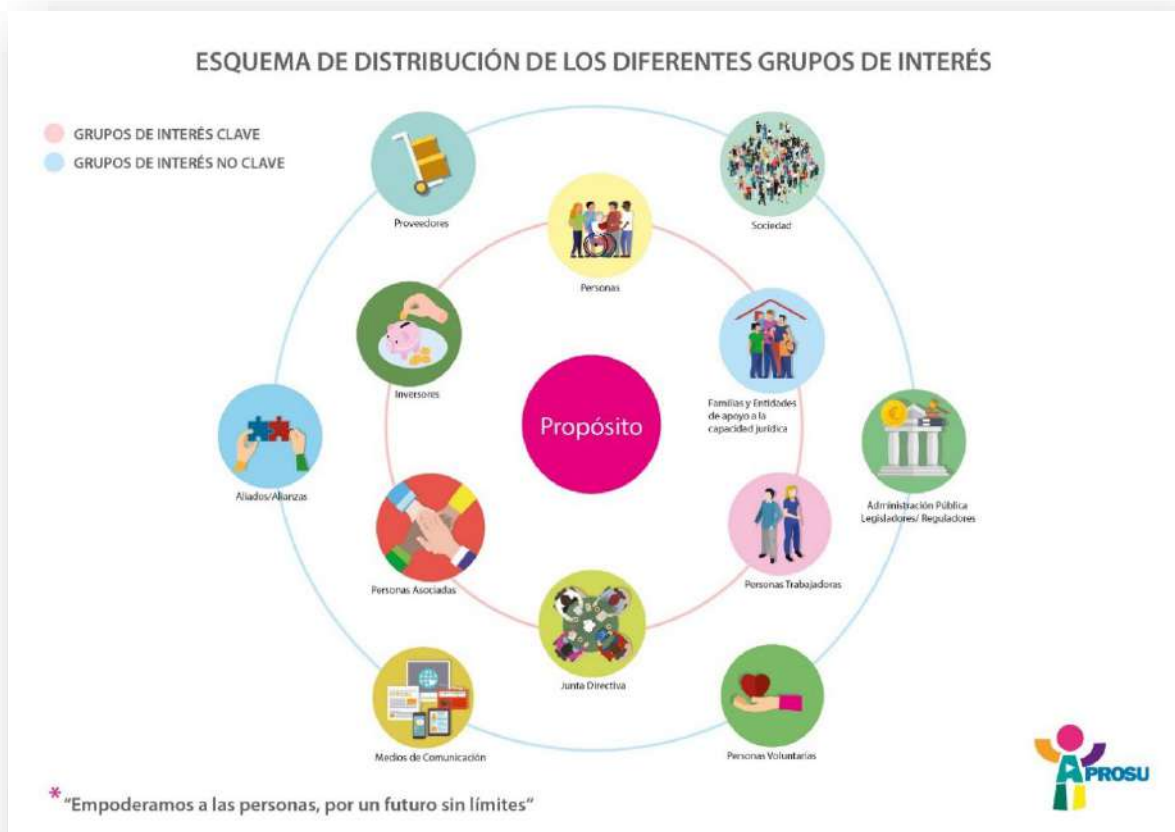 ESQUEMA DE DISTRIBUCIÓN DE LOS DIFERENTES GRUPOS DE INTERÉS
GRUPOS DE INTERÉS CLAVE
GRUPOS DE INTERÉS NO CLAVE
Proveedores
Sociedad
Personas
Inversores
Familias y Entidades
de apoyo a la
capacidad jurídica
Propósito
Aliados/Alianzas
Administración Pública
Legisladores/ Reguladores
Personas Asociadas
Personas Trabajadoras
Junta Directiva
Medios de Comunicación
Personas Voluntarias
APROSU
* "Empoderamos a las personas, por un futuro sin límites"